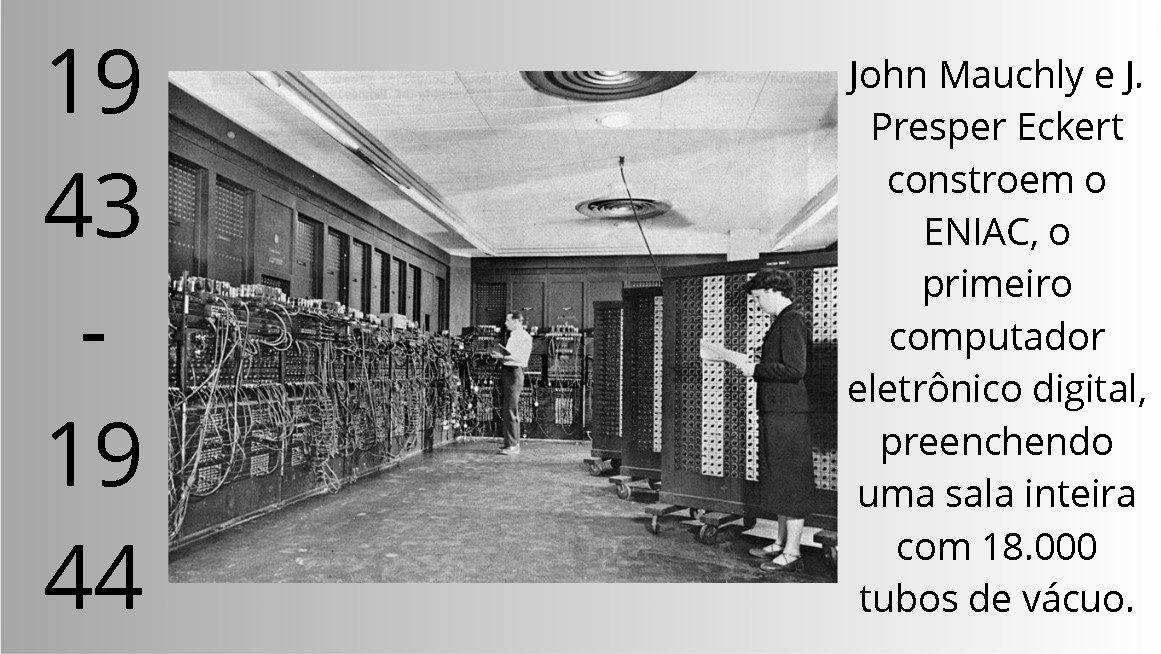 19
43
-
19
44
John Mauchly e J.
Presper Eckert
constroem o
ENIAC, o
primeiro
computador
eletrônico digital,
preenchendo
uma sala inteira
com 18.000
tubos de vácuo.